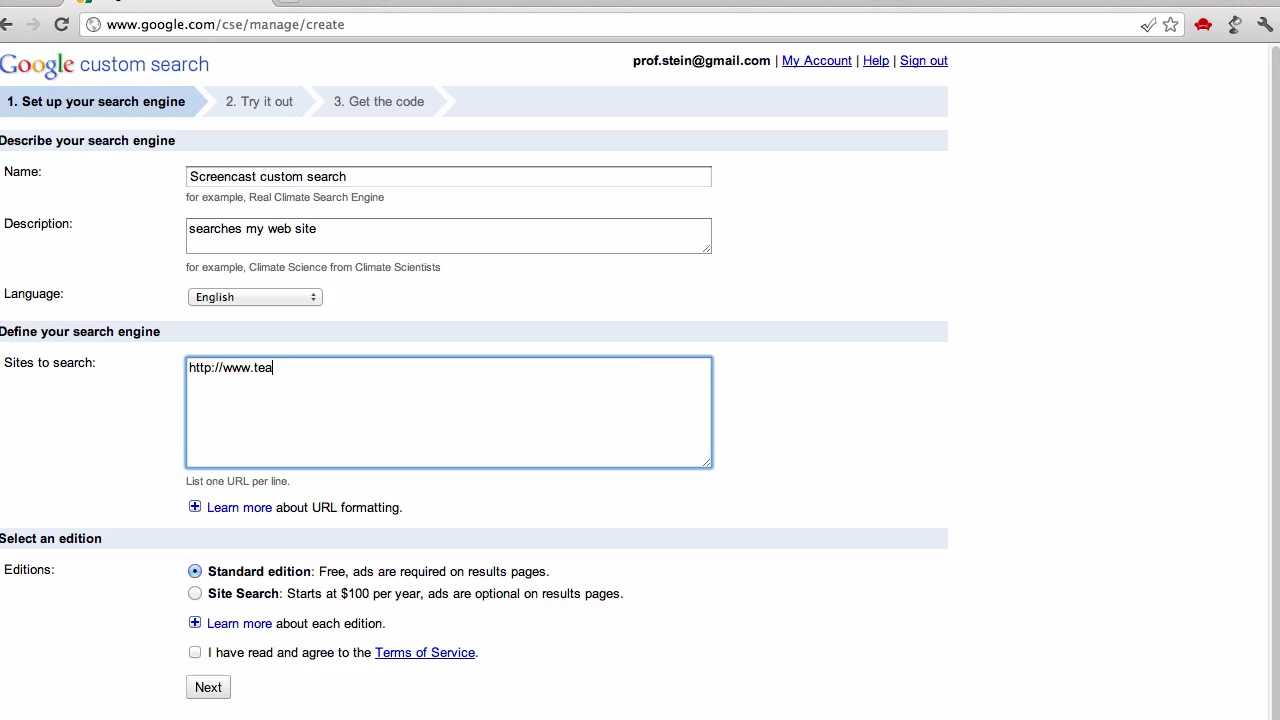 www.google.com/cse/manage/create
Google custom search
prof.stein@gmail.com | My Account | Help | Sign out
1. Set up your search engine 2. Try it out 3. Get the code
Describe your search engine
Name: Screencast custom search
for example, Real Climate Search Engine
Description: searches my web site
for example, Climate Science from Climate Scientists
Language: English
Define your search engine
Sites to search: http://www.tea
List one URL per line.
Learn more about URL formatting.
Select an edition
Editions: Standard edition: Free, ads are required on results pages.
Site Search: Starts at $100 per year, ads are optional on results pages.
Learn more about each edition.
I have read and agree to the Terms of Service.
Next